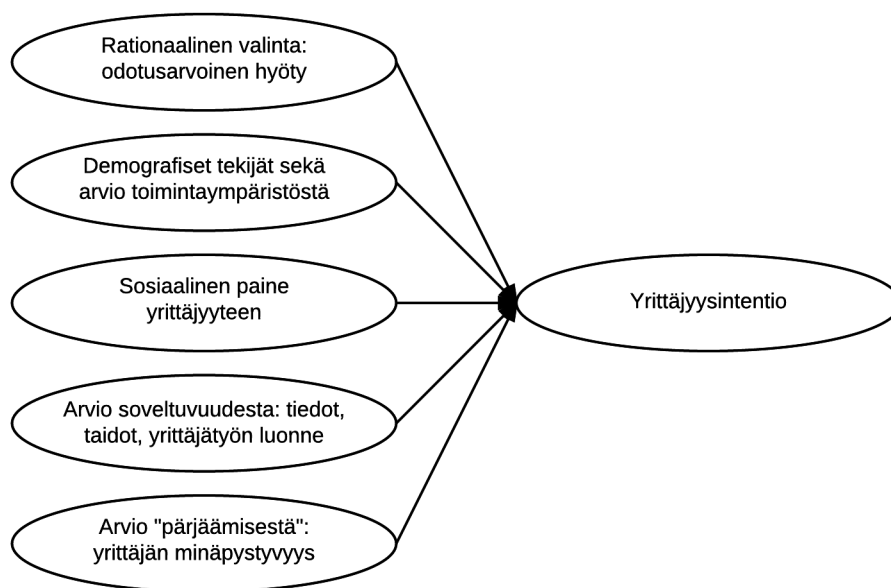 Rationaalinen valinta:
odotusarvoinen hyöty
Demografiset tekijät sekä
arvio toimintaympäristöstä
Sosiaalinen paine
yrittäjyyteen
Yrittäjyysintentio
Arvio soveltuvuudesta: tiedot,
taidot, yrittäjätyön luonne
Arvio "pärjäämisestä":
yrittäjän minäpystyvyys